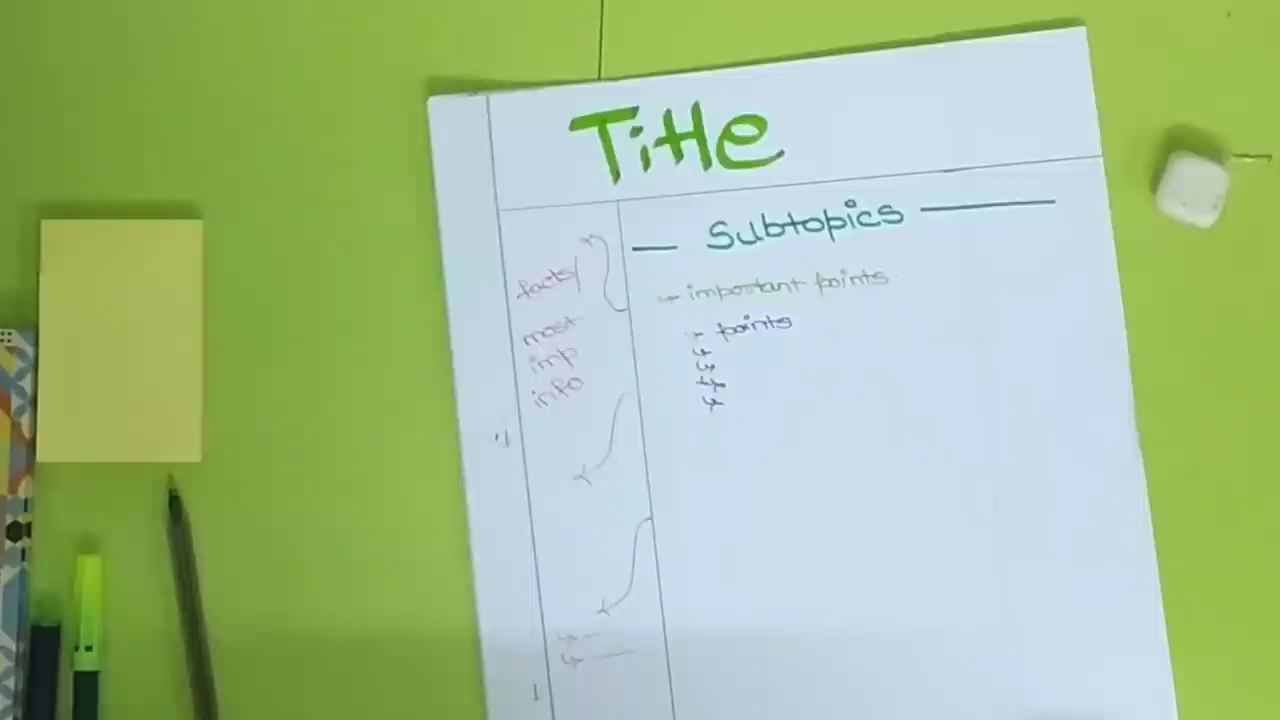 Title
Subtopics
important points
points
facts/
most
imp
info